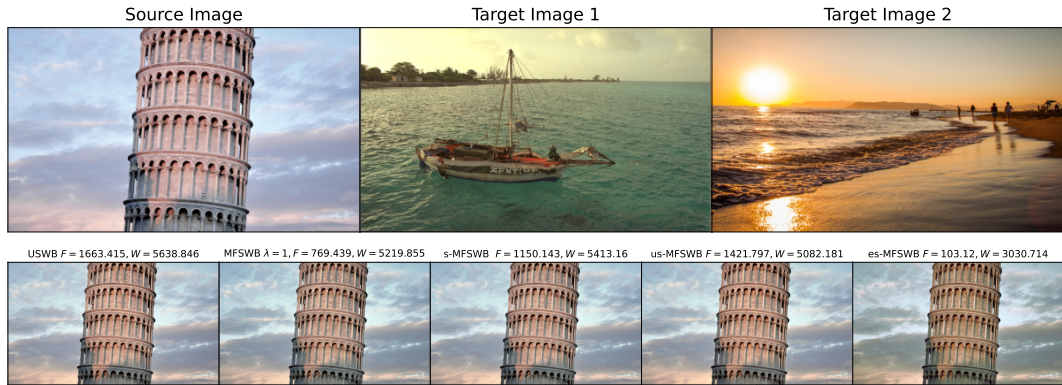 Source Image
Target Image 1
Target Image 2
USWB F = 1663.415, W = 5638.846
MFSWB λ = 1, F = 769.439, W = 5219.855
s-MFSWB F = 1150.143, W = 5413.16
us-MFSWB F = 1421.797, W = 5082.181
es-MFSWB F = 103.12, W = 3030.714